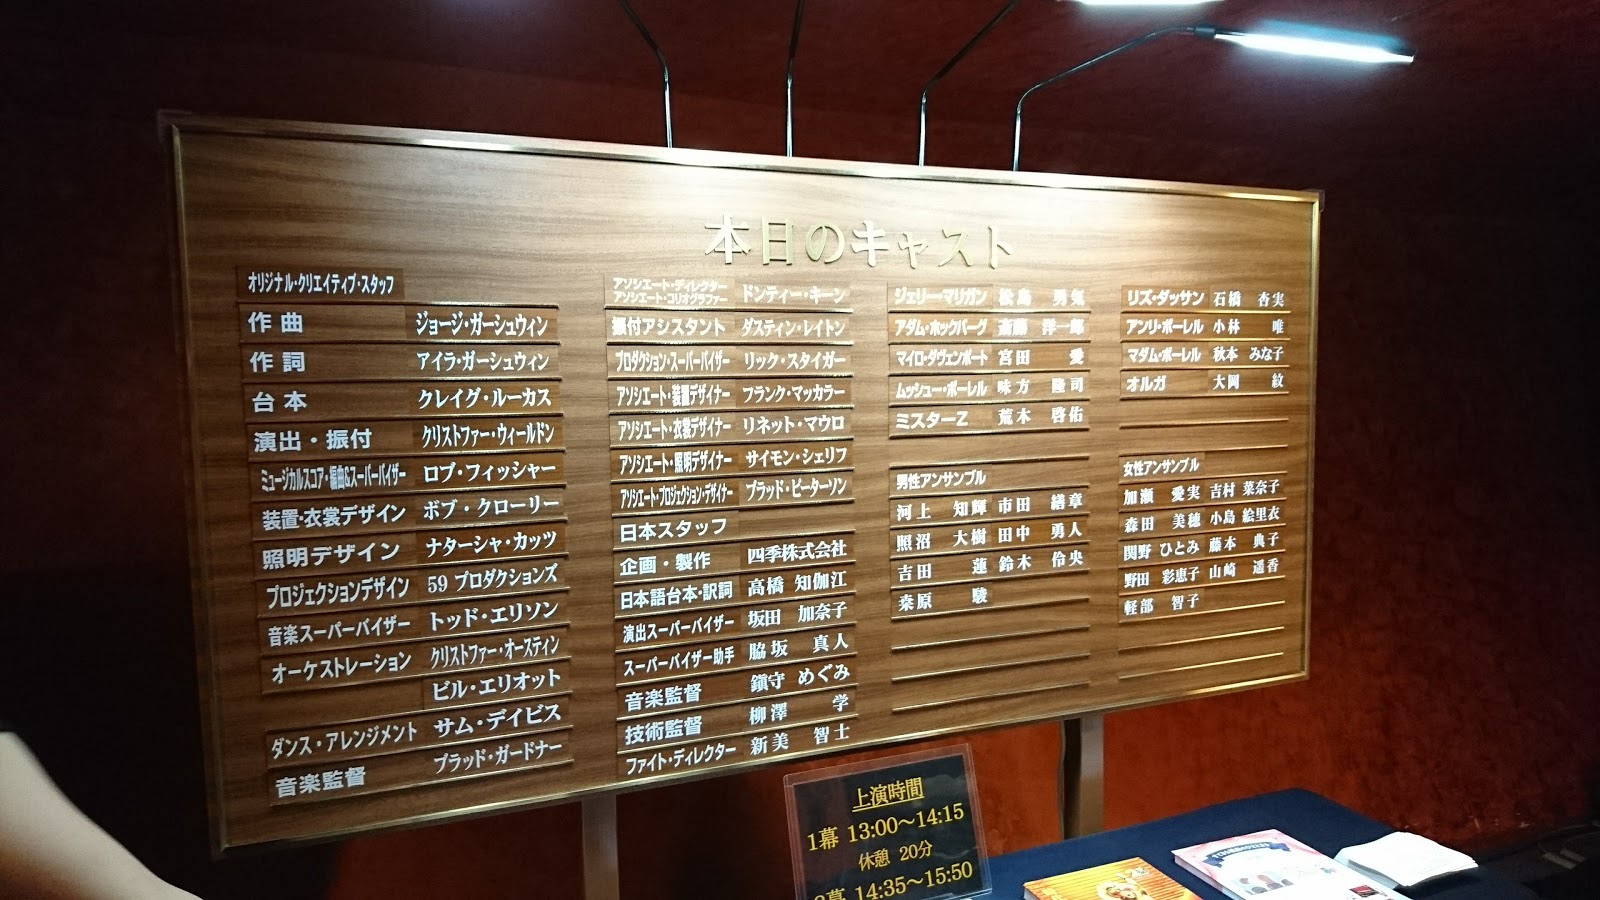 本日のキャスト
オリジナル・クリエイティブ・スタッフ
作曲 ジョージ・ガーシュウィン
作詞 アイラ・ガーシュウィン
台本 クレイグ・ルーカス
演出・振付 クリストファー・ウィールドン
ミュージカルスコア・編曲&スーパーバイザー ロブ・フィッシャー
装置・衣裳デザイン ボブ・クローリー
照明デザイン ナターシャ・カッツ
プロジェクションデザイン 59 プロダクションズ
音楽スーパーバイザー トッド・エリソン
オーケストレーション クリストファー・オースティン
ビル・エリオット
ダンス・アレンジメント サム・デイビス
音楽監督 ブラッド・ガードナー
アソシエート・ディレクター
アソシエート・コリオグラファー ドンティー・キーン
振付アシスタント ダスティン・レイトン
プロダクション・スーパーバイザー リック・スタイガー
アソシエート・装置デザイナー フランク・マッカラー
アソシエート・衣裳デザイナー リネット・マウロ
アソシエート・照明デザイナー サイモン・シェリフ
アソシエート・プロジェクション・デザイナー ブラッド・ピーターソン
日本スタッフ
企画・製作 四季株式会社
日本語台本・訳詞 高橋 知伽江
演出スーパーバイザー 坂田 加奈子
スーパーバイザー助手 脇坂 真人
音楽監督 鎮守 めぐみ
技術監督 柳澤 学
ファイト・ディレクター 新美 智士
ジェリー・マリガン 松島 勇気
アダム・ホックバーグ 斎藤 洋一郎
マイロ・ダヴェンポート 宮田 愛
ムッシュー・ボーレル 味方 隆司
ミスターZ 荒木 啓佑
男性アンサンブル
河上 知輝 市田 繕章
照沼 大樹 田中 勇人
吉田 蓮 鈴木 伶央
桒原 駿
リズ・ダッサン 石橋 杏実
アンリ・ボーレル 小林 唯
マダム・ボーレル 秋本 みな子
オルガ 大岡 紋
女性アンサンブル
加瀬 愛実 吉村 菜奈子
森田 美穂 小島 絵里衣
関野 ひとみ 藤本 典子
野田 彩恵子 山崎 遥香
軽部 智子
上演時間
1幕 13:00〜14:15
休憩 20分
2幕 14:35〜15:50